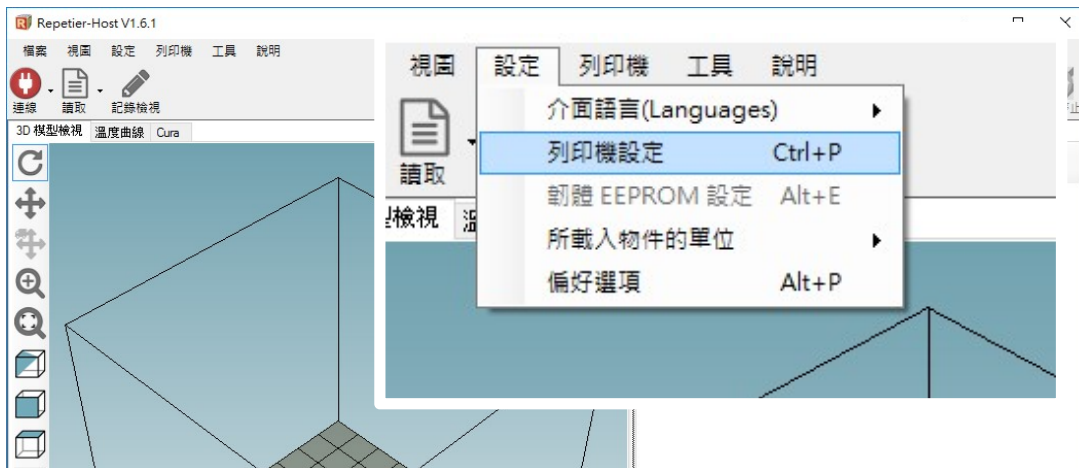 Repetier-Host V1.6.1
檔案 視圖 設定 列印機 工具 說明
連線 讀取 記錄檢視
3D 模型檢視 溫度曲線 Cura
視圖 設定 列印機 工具 說明
讀取
介面語言(Languages)
列印機設定 Ctrl+P
韌體 EEPROM 設定 Alt+E
所載入物件的單位
偏好選項 Alt+P
檢視